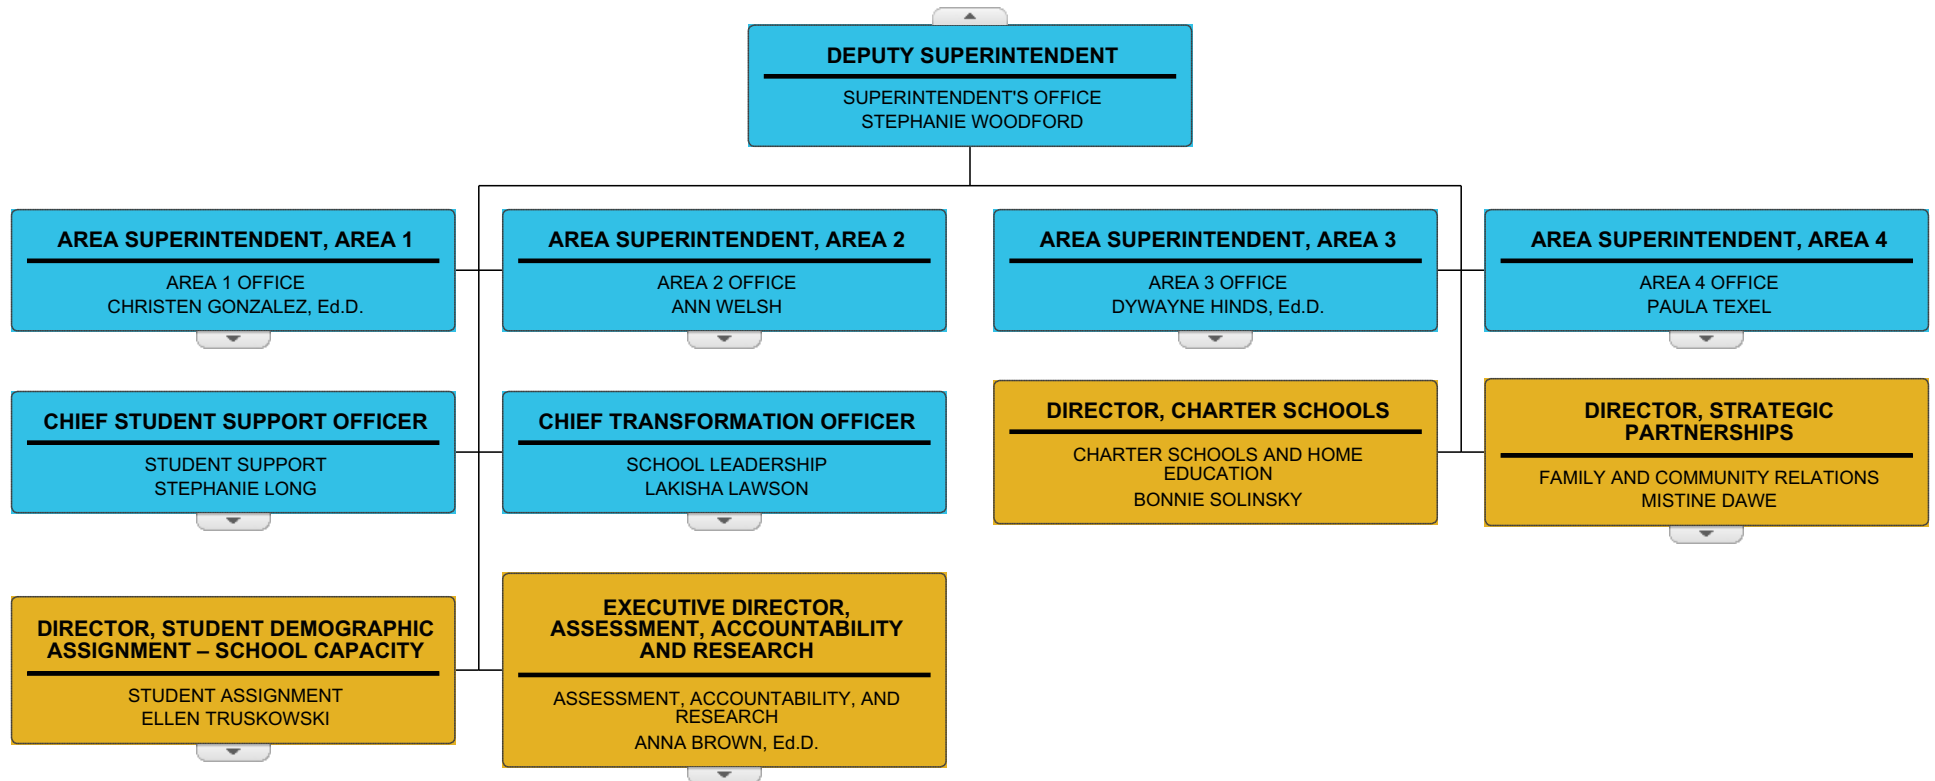 DEPUTY SUPERINTENDENT
SUPERINTENDENT'S OFFICE
STEPHANIE WOODFORD
AREA SUPERINTENDENT, AREA 1
AREA 1 OFFICE
CHRISTEN GONZALEZ, Ed.D.
AREA SUPERINTENDENT, AREA 2
AREA 2 OFFICE
ANN WELSH
AREA SUPERINTENDENT, AREA 3
AREA 3 OFFICE
DYWAYNE HINDS, Ed.D.
AREA SUPERINTENDENT, AREA 4
AREA 4 OFFICE
PAULA TEXEL
CHIEF STUDENT SUPPORT OFFICER
STUDENT SUPPORT
STEPHANIE LONG
CHIEF TRANSFORMATION OFFICER
SCHOOL LEADERSHIP
LAKISHA LAWSON
DIRECTOR, CHARTER SCHOOLS
CHARTER SCHOOLS AND HOME
EDUCATION
BONNIE SOLINSKY
DIRECTOR, STRATEGIC
PARTNERSHIPS
FAMILY AND COMMUNITY RELATIONS
MISTINE DAWE
DIRECTOR, STUDENT DEMOGRAPHIC
ASSIGNMENT – SCHOOL CAPACITY
STUDENT ASSIGNMENT
ELLEN TRUSKOWSKI
EXECUTIVE DIRECTOR,
ASSESSMENT, ACCOUNTABILITY
AND RESEARCH
ASSESSMENT, ACCOUNTABILITY, AND
RESEARCH
ANNA BROWN, Ed.D.